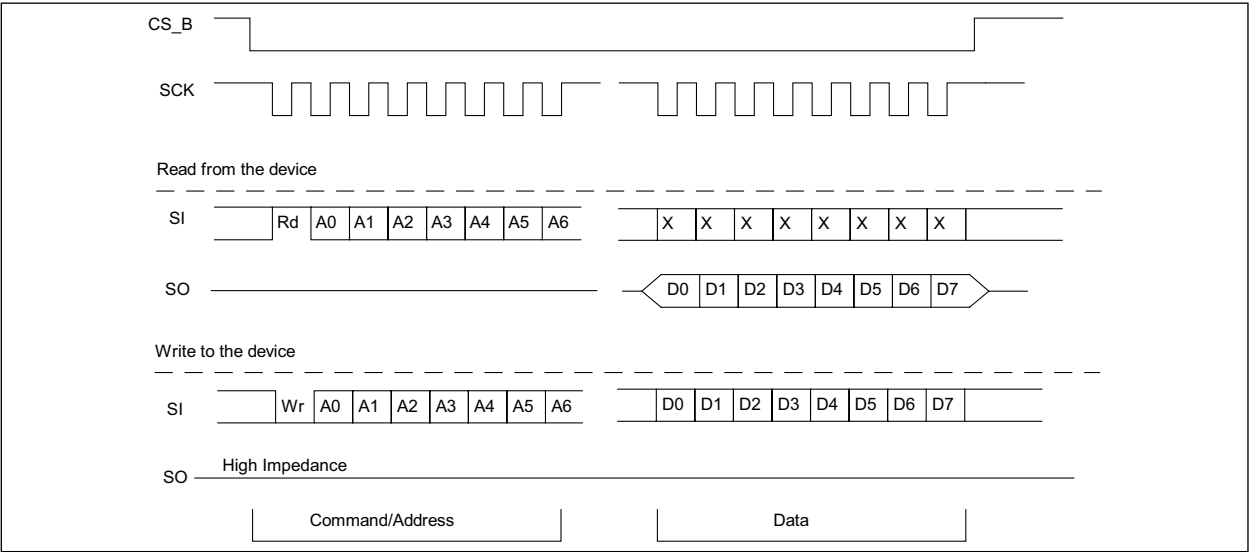 CS_B
SCK
Read from the device
SI Rd A0 A1 A2 A3 A4 A5 A6 X X X X X X X X
SO D0 D1 D2 D3 D4 D5 D6 D7
Write to the device
SI Wr A0 A1 A2 A3 A4 A5 A6 D0 D1 D2 D3 D4 D5 D6 D7
SO High Impedance
Command/Address Data